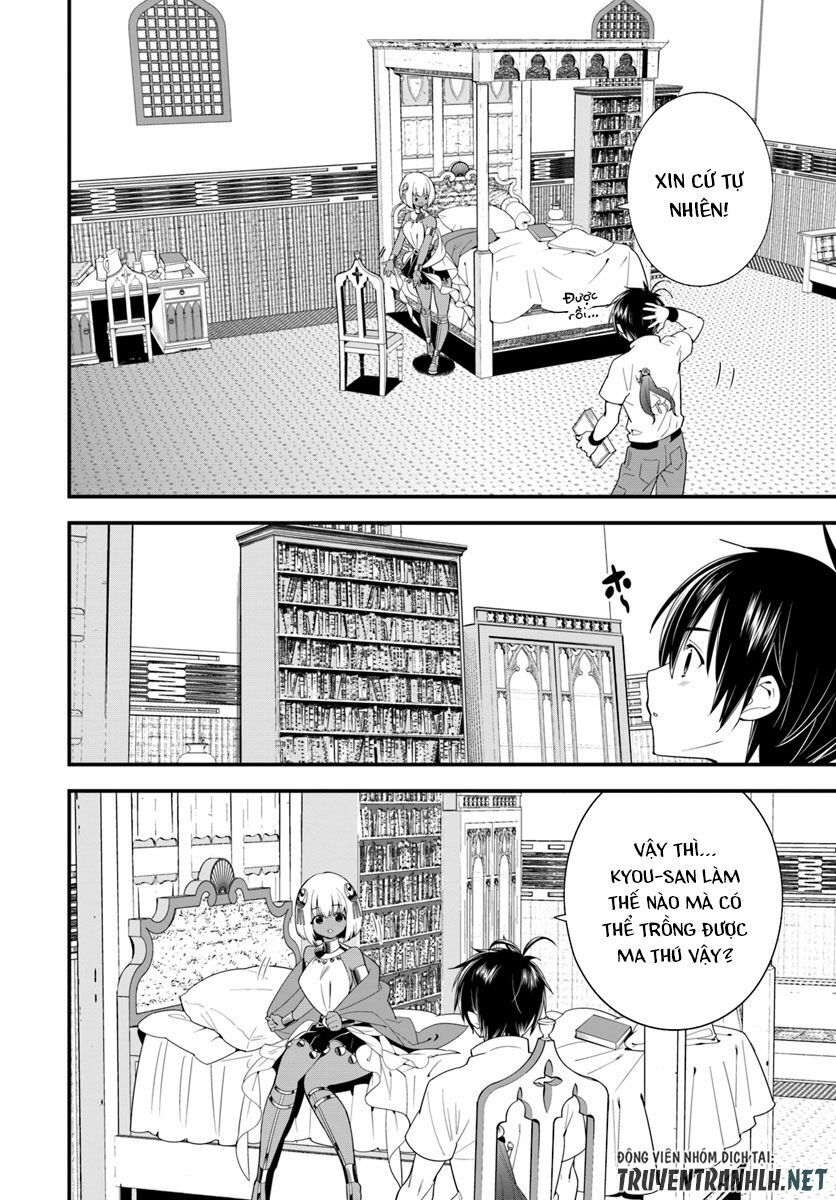 XIN CỨ TỰ
NHIÊN!
Được
rồi...
ホ〜
VẬY THÌ...
KYOU-SAN LÀM
THẾ NÀO MÀ CÓ
THỂ TRỒNG ĐƯỢC
MA THÚ VẬY?
ĐỘNG VIÊN NHÓM DỊCH TẠI:
TRUYENTRANHLH.NET